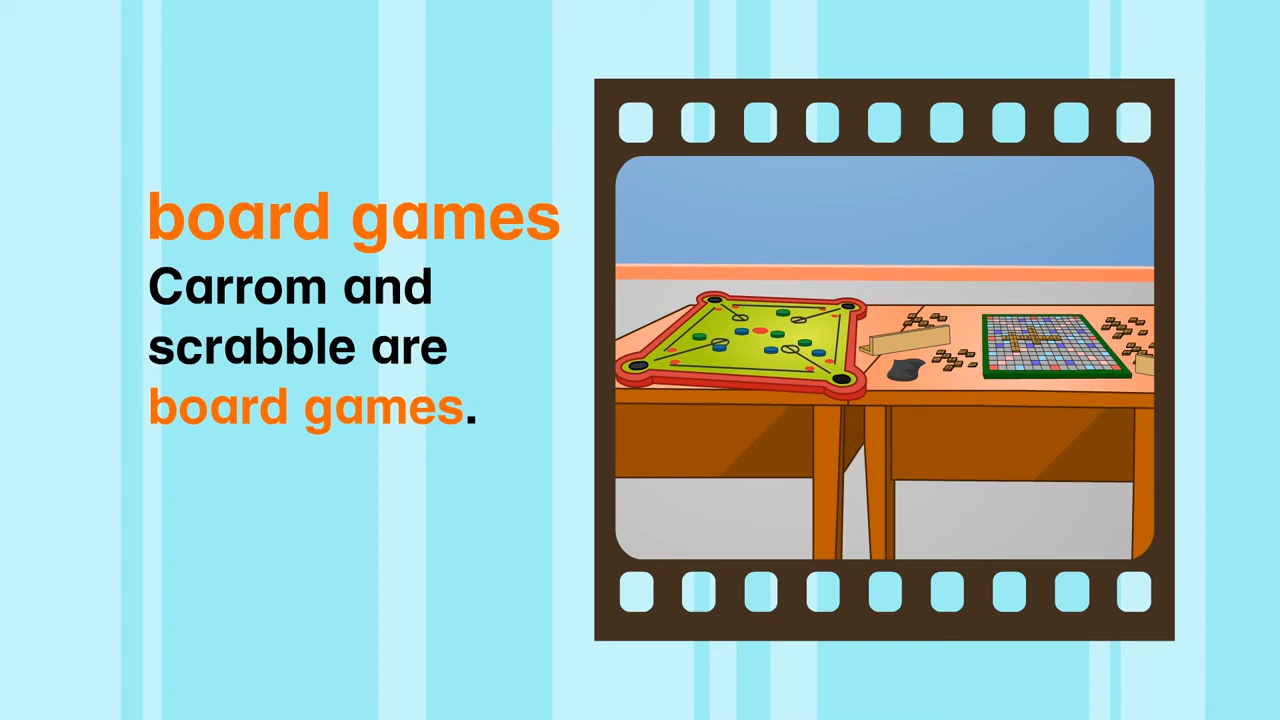 board games
Carrom and
scrabble are
board games.